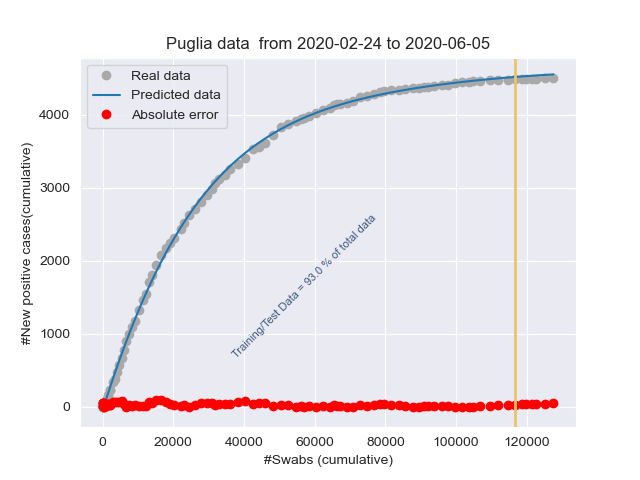 Puglia data  from 2020-02-24 to 2020-06-05
Real data
Predicted data
Absolute error
#New positive cases(cumulative)
4000
3000
2000
1000
0
Training/Test Data = 93.0 % of total data
0
20000
40000
60000
80000
100000
120000
#Swabs (cumulative)